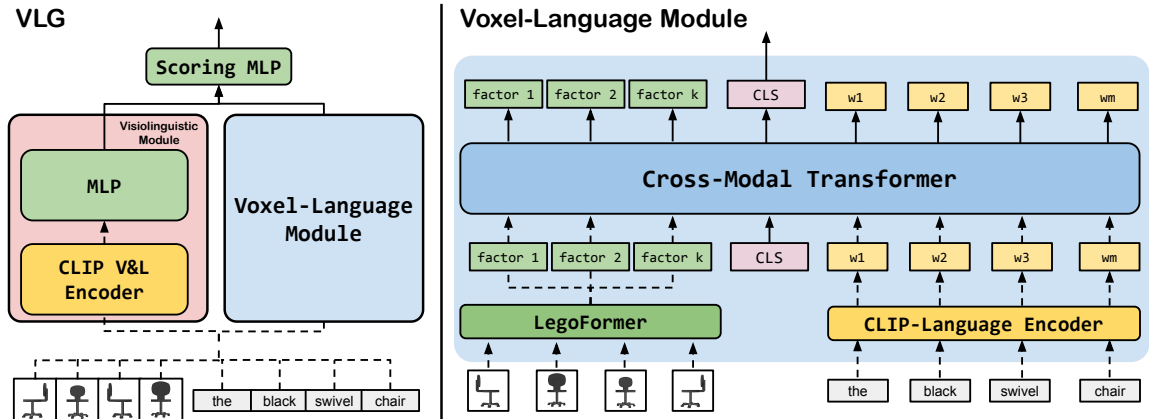 VLG
Scoring MLP
Visiolinguistic
Module
MLP
CLIP V&L
Encoder
Voxel-Language
Module
the black swivel chair
Voxel-Language Module
factor 1 factor 2 factor k CLS w1 w2 w3 wm
Cross-Modal Transformer
factor 1 factor 2 factor k CLS w1 w2 w3 wm
LegoFormer
CLIP-Language Encoder
the black swivel chair